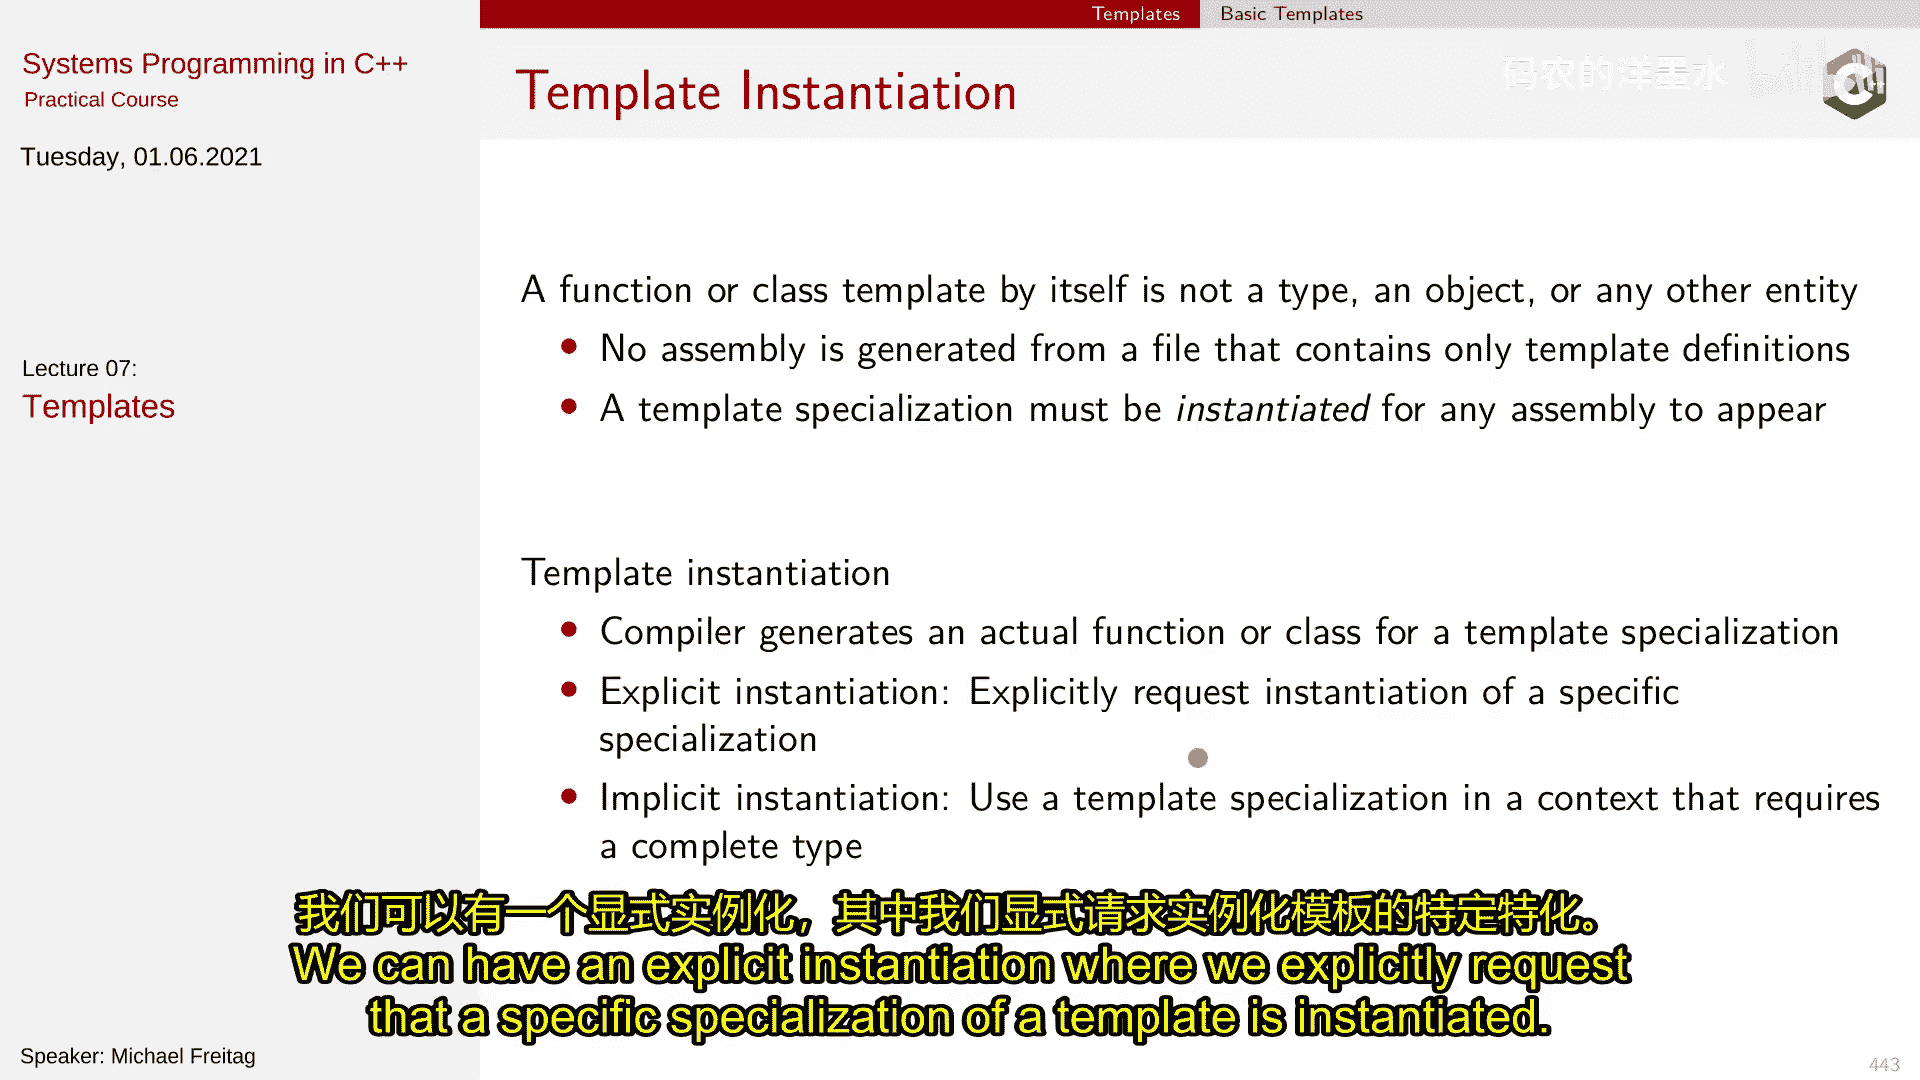 Templates
Basic Templates
Systems Programming in C++
Practical Course
Tuesday, 01.06.2021
Lecture 07:
Templates
Speaker: Michael Freitag
Template Instantiation
码农的洋墨水
bilibili
C
A function or class template by itself is not a type, an object, or any other entity
No assembly is generated from a file that contains only template definitions
A template specialization must be instantiated for any assembly to appear
Template instantiation
Compiler generates an actual function or class for a template specialization
Explicit instantiation: Explicitly request instantiation of a specific
specialization
Implicit instantiation: Use a template specialization in a context that requires
a complete type
我们可以有一个显式实例化，其中我们显式请求实例化模板的特定特化。
We can have an explicit instantiation where we explicitly request
that a specific specialization of a template is instantiated.
443